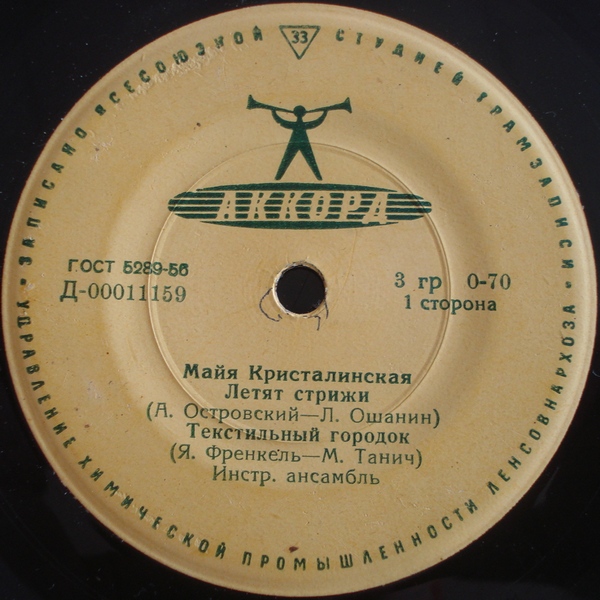 ЗАПИСАНО ВСЕСОЮЗНОЙ 33 СТУДИЕЙ ГРАМЗАПИСИ
АККОРД
ГОСТ 5289-56
Д-00011159
3 гр 0-70
1 сторона
Майя Кристалинская
Летят стрижи
(А. Островский—Л. Ошанин)
Текстильный городок
(Я. Френкель—М. Танич)
Инстр. ансамбль
УПРАВЛЕНИЕ ХИМИЧЕСКОЙ ПРОМЫШЛЕННОСТИ ЛЕНСОВНАРХОЗА